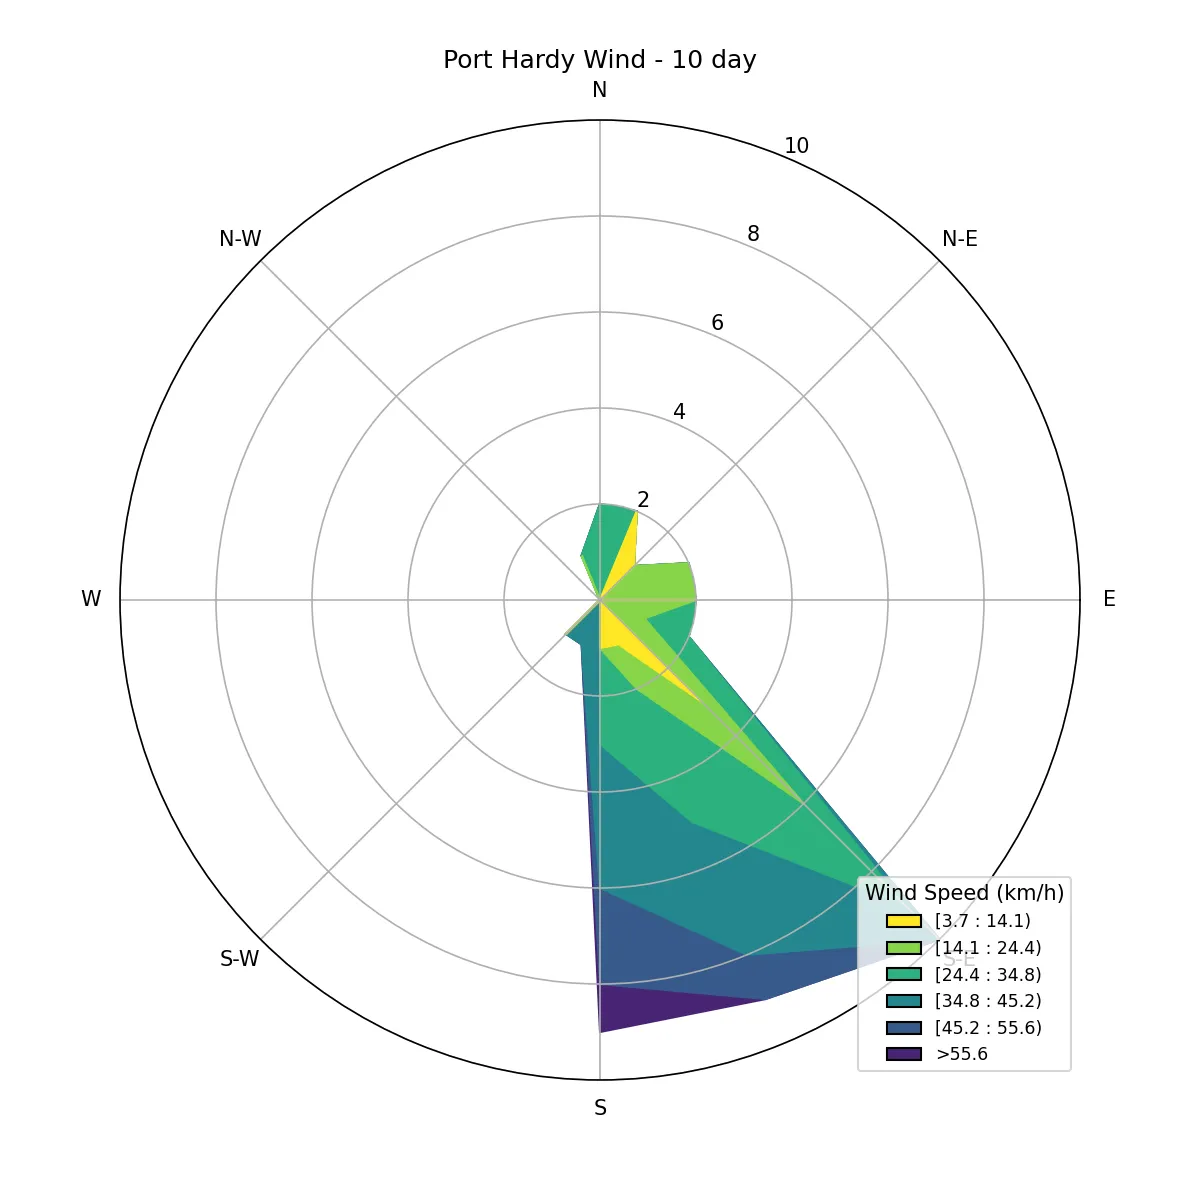 Port Hardy Wind - 10 day
N
10
N-W
N-E
8
6
4
2
W
E
Wind Speed (km/h)
[3.7 : 14.1)
[14.1 : 24.4)
[24.4 : 34.8)
[34.8 : 45.2)
[45.2 : 55.6)
>55.6
S-W
S-E
S